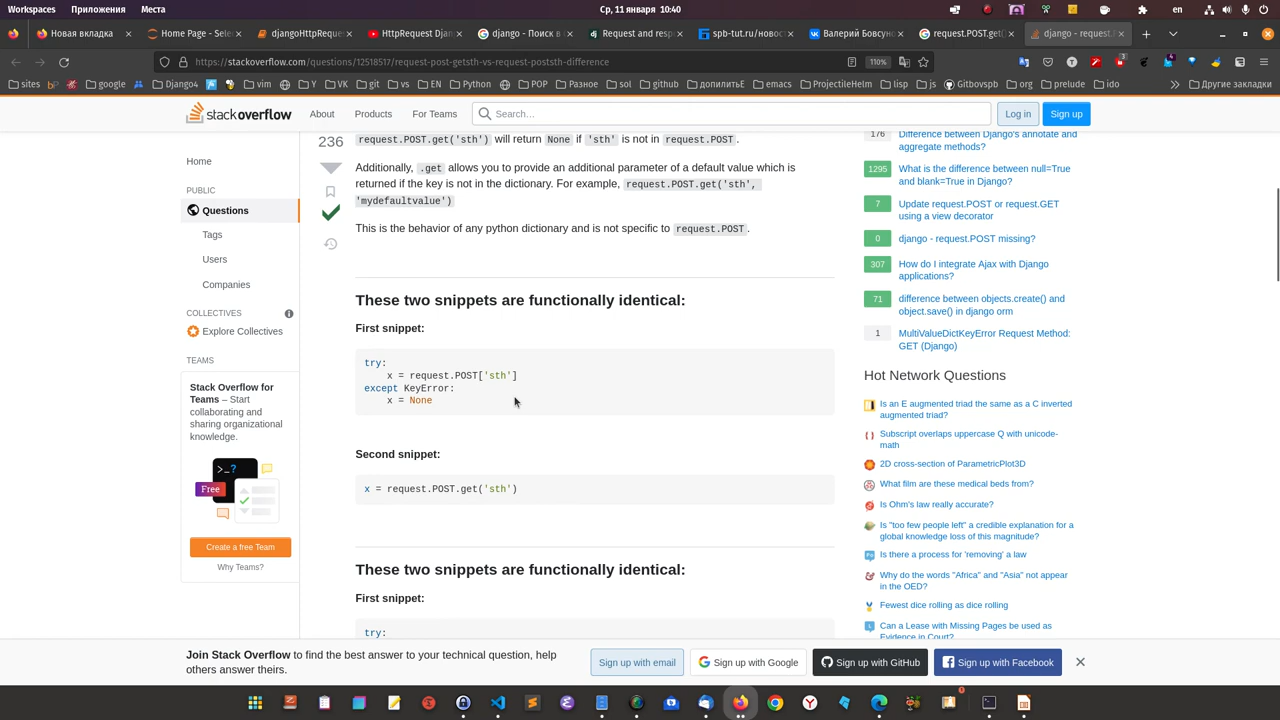 Workspaces Приложения Места Ср, 11 января 10:40 en
Новая вкладка
Home Page - Sele
djangoHttpReque
HttpRequest Djan
django - Поиск в
Request and resp
spb-tut.ru/новос
Валерий Бовсуно
request.POST.get()
django - request.P
https://stackoverflow.com/questions/12518517/request-post-getsth-vs-request-poststh-difference
110%
sites b google Django4 vim github VK git vs EN Python POP Разное sol github допилитьЕ emacs ProjectileHelm lisp js Gitbovspb org prelude ido Другие закладки
stackoverflow
About
Products
For Teams
Search…
Log in
Sign up
Home
PUBLIC
Questions
Tags
Users
Companies
COLLECTIVES
Explore Collectives
TEAMS
Stack Overflow for
Teams – Start
collaborating and
sharing organizational
knowledge.
>_?
Free
Create a free Team
Why Teams?
236
request.POST.get('sth') will return None if 'sth' is not in request.POST.
Additionally, .get allows you to provide an additional parameter of a default value which is
returned if the key is not in the dictionary. For example, request.POST.get('sth',
'mydefaultvalue')
This is the behavior of any python dictionary and is not specific to request.POST.
These two snippets are functionally identical:
First snippet:
try:
x = request.POST['sth']
except KeyError:
x = None
Second snippet:
x = request.POST.get('sth')
These two snippets are functionally identical:
First snippet:
try:
176 Difference between Django's annotate and
aggregate methods?
1295 What is the difference between null=True
and blank=True in Django?
7 Update request.POST or request.GET
using a view decorator
0 django - request.POST missing?
307 How do I integrate Ajax with Django
applications?
71 difference between objects.create() and
object.save() in django orm
1 MultiValueDictKeyError Request Method:
GET (Django)
Hot Network Questions
Is an E augmented triad the same as a C inverted
augmented triad?
Subscript overlaps uppercase Q with unicode-
math
2D cross-section of ParametricPlot3D
What film are these medical beds from?
Is Ohm's law really accurate?
Is "too few people left" a credible explanation for a
global knowledge loss of this magnitude?
Is there a process for 'removing' a law
Why do the words "Africa" and "Asia" not appear
in the OED?
Fewest dice rolling as dice rolling
Can a Lease with Missing Pages be used as
Evidence in Court?
Join Stack Overflow to find the best answer to your technical question, help
others answer theirs.
Sign up with email
Sign up with Google
Sign up with GitHub
Sign up with Facebook